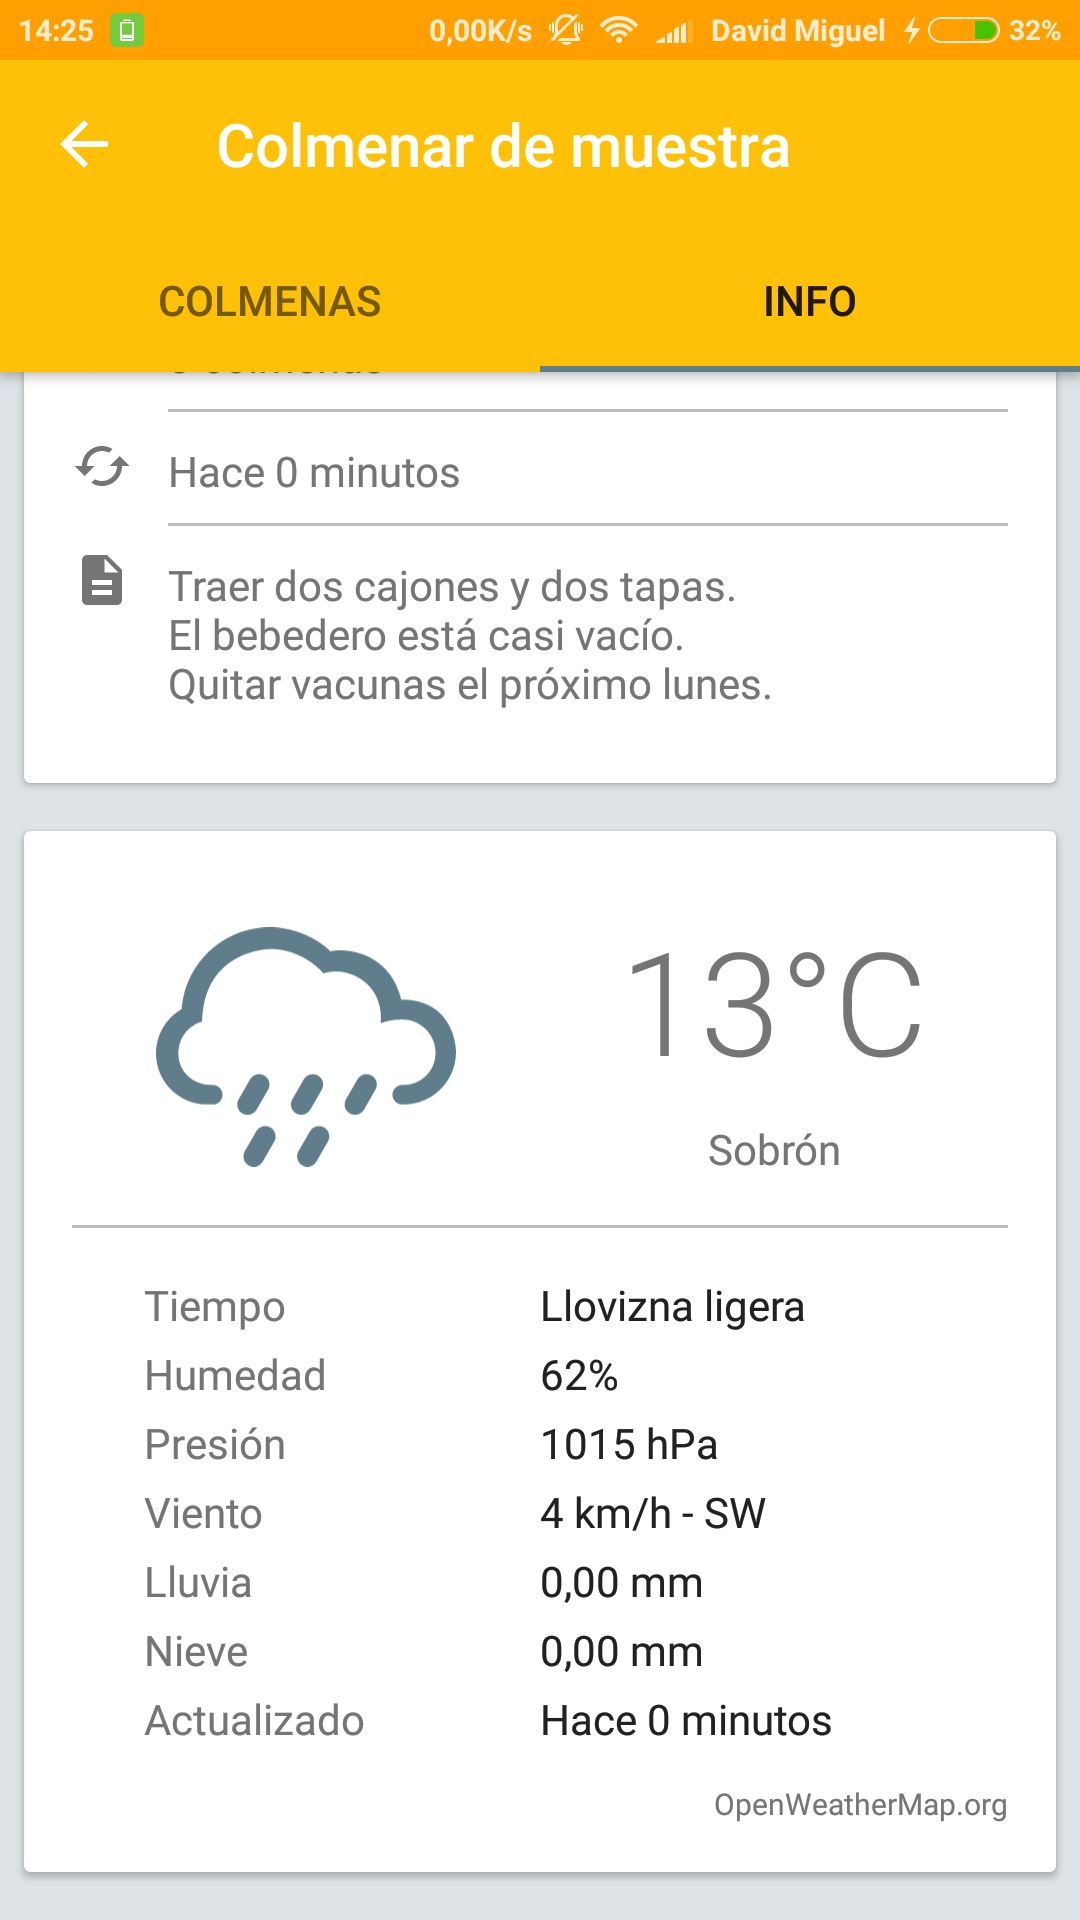 14:25 0,00K/s David Miguel 32%
Colmenar de muestra
COLMENAS INFO
Hace 0 minutos
Traer dos cajones y dos tapas.
El bebedero está casi vacío.
Quitar vacunas el próximo lunes.
13°C
Sobrón
Tiempo Llovizna ligera
Humedad 62%
Presión 1015 hPa
Viento 4 km/h - SW
Lluvia 0,00 mm
Nieve 0,00 mm
Actualizado Hace 0 minutos
OpenWeatherMap.org